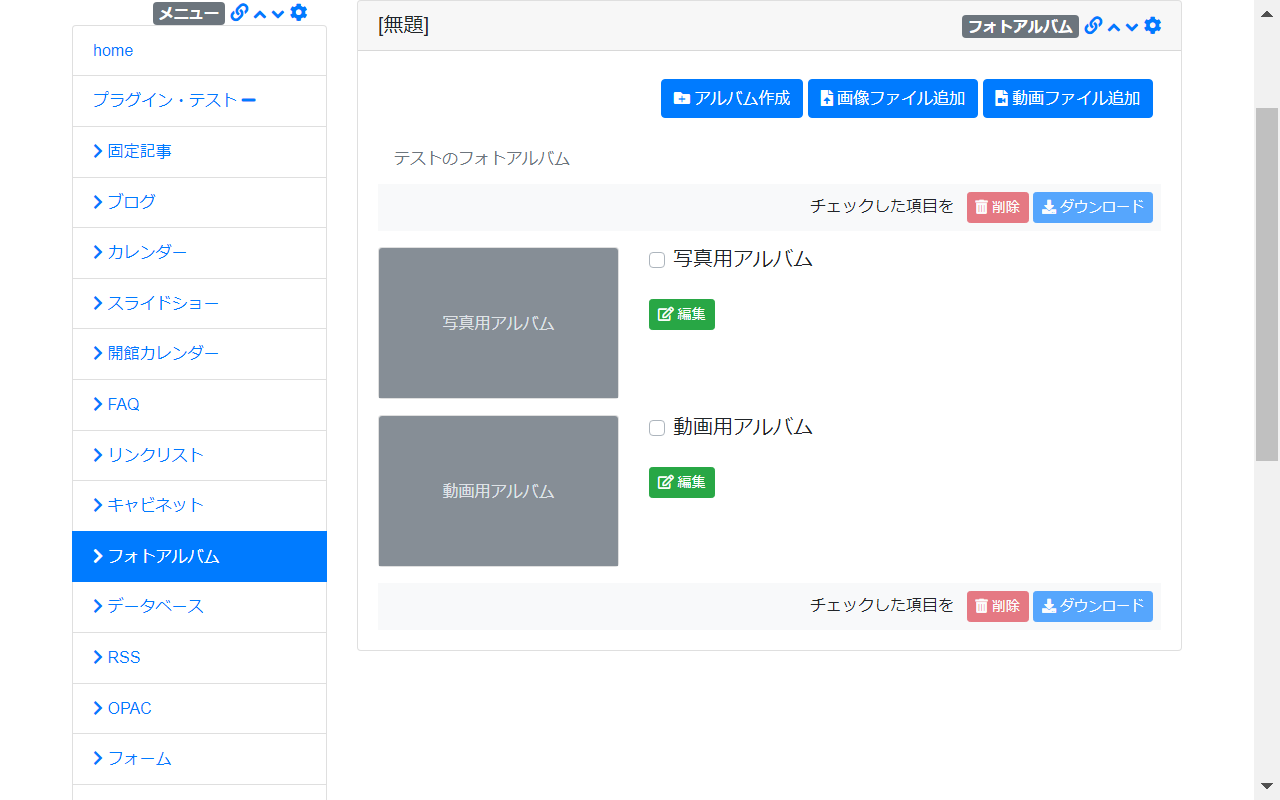 メニュー
home
プラグイン・テスト
固定記事
ブログ
カレンダー
スライドショー
開館カレンダー
FAQ
リンクリスト
キャビネット
フォトアルバム
データベース
RSS
OPAC
フォーム
[無題]
フォトアルバム
アルバム作成 画像ファイル追加 動画ファイル追加
テストのフォトアルバム
チェックした項目を 削除 ダウンロード
写真用アルバム
写真用アルバム
編集
動画用アルバム
動画用アルバム
編集
チェックした項目を 削除 ダウンロード